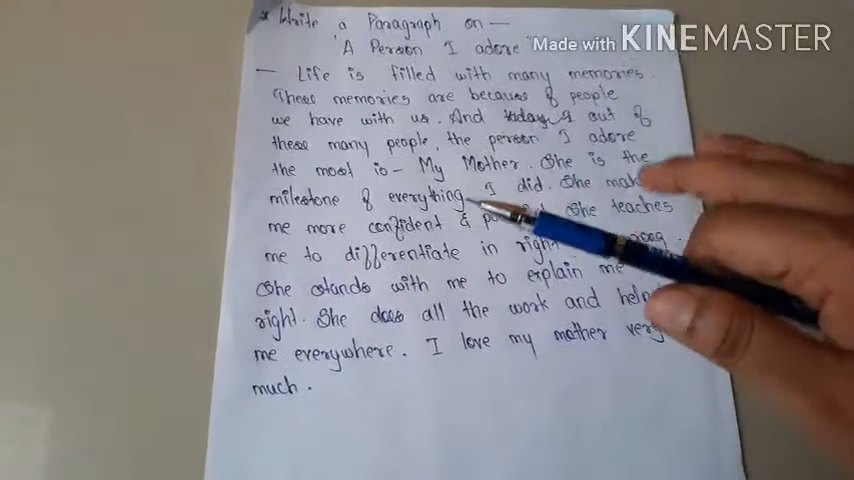 * Write a Paragraph on —
'A Person I adore
Made with KINEMASTER
— Life is filled with many memories.
These memories are because of people
we have with us. And today, out of
these many people, the person I adore
the most is - My Mother. She is the
milestone of everything I did. She
me more confident & She teaches
me to differentiate in right
She stands with me to explain me
right. She does all the work and
me everywhere. I love my mother very
much.